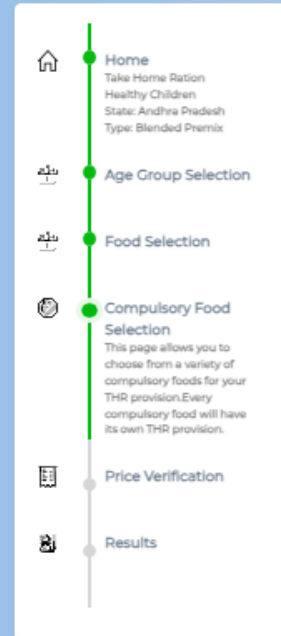 Home
Take Home Ration
Healthy Children
State: Andhra Pradesh
Type: Blended Premix
Age Group Selection
Food Selection
Compulsory Food
Selection
This page allows you to
choose from a variety of
compulsory foods for your
THR provision.Every
compulsory food will have
its own THR provision.
Price Verification
Results